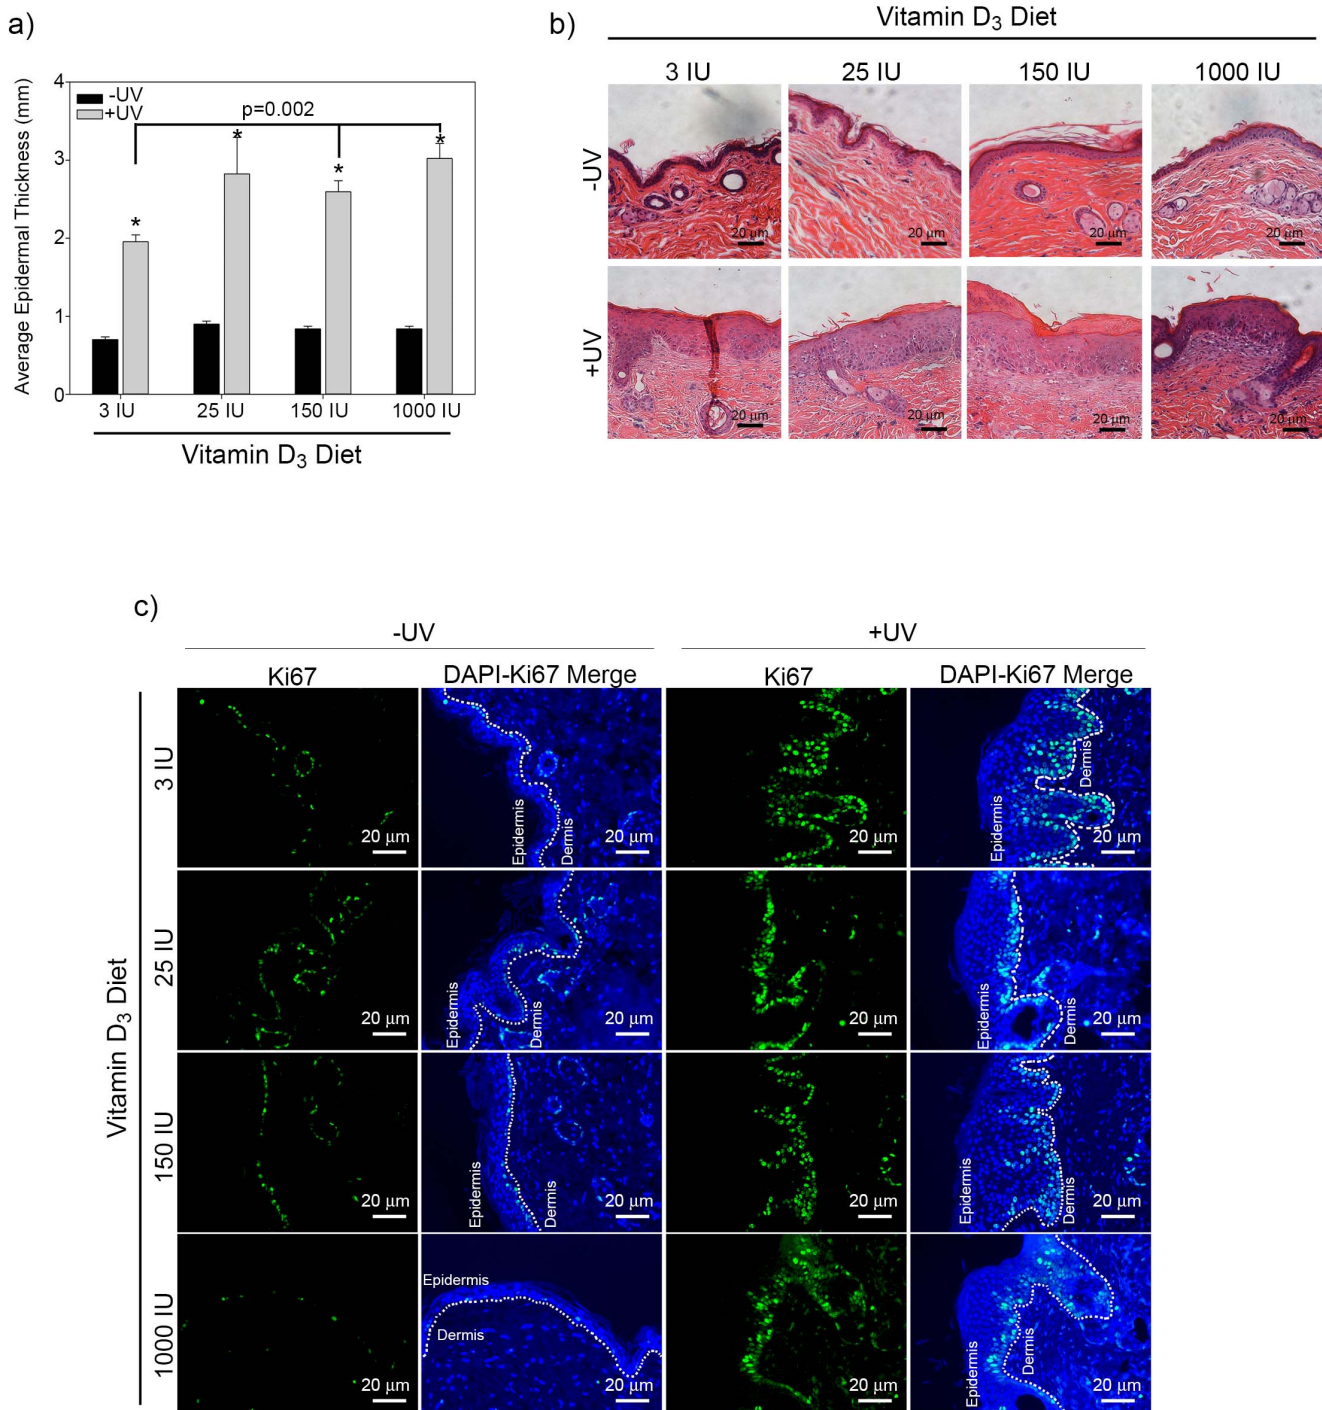 a)
Average Epidermal Thickness (mm)
4
3
2
1
0
-UV
+UV
p=0.002
*
*
*
*
3 IU
25 IU
150 IU
1000 IU
Vitamin D₃ Diet
b)
Vitamin D₃ Diet
3 IU
25 IU
150 IU
1000 IU
-UV
20 μm
20 μm
20 μm
20 μm
+UV
20 μm
20 μm
20 μm
20 μm
c)
-UV
+UV
Ki67
DAPI-Ki67 Merge
Ki67
DAPI-Ki67 Merge
Vitamin D₃ Diet
3 IU
20 μm
Epidermis
Dermis
20 μm
20 μm
Epidermis
Dermis
20 μm
25 IU
20 μm
Epidermis
Dermis
20 μm
20 μm
Epidermis
Dermis
20 μm
150 IU
20 μm
Epidermis
Dermis
20 μm
20 μm
Epidermis
Dermis
20 μm
1000 IU
20 μm
Epidermis
Dermis
20 μm
20 μm
Epidermis
Dermis
20 μm